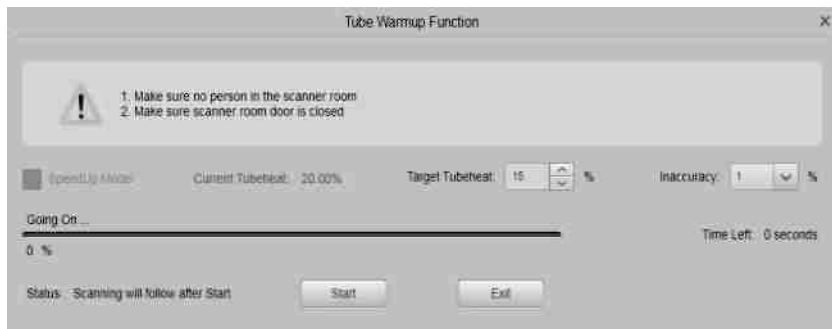 Tube Warmup Function
1. Make sure no person in the scanner room
2. Make sure scanner room door is closed
SpeedUp Model Current Tubeheat: 20.00% Target Tubeheat: 15 % Inaccuracy: 1 %
Going On ...
Time Left: 0 seconds
0 %
Status: Scanning will follow after Start Start Exit